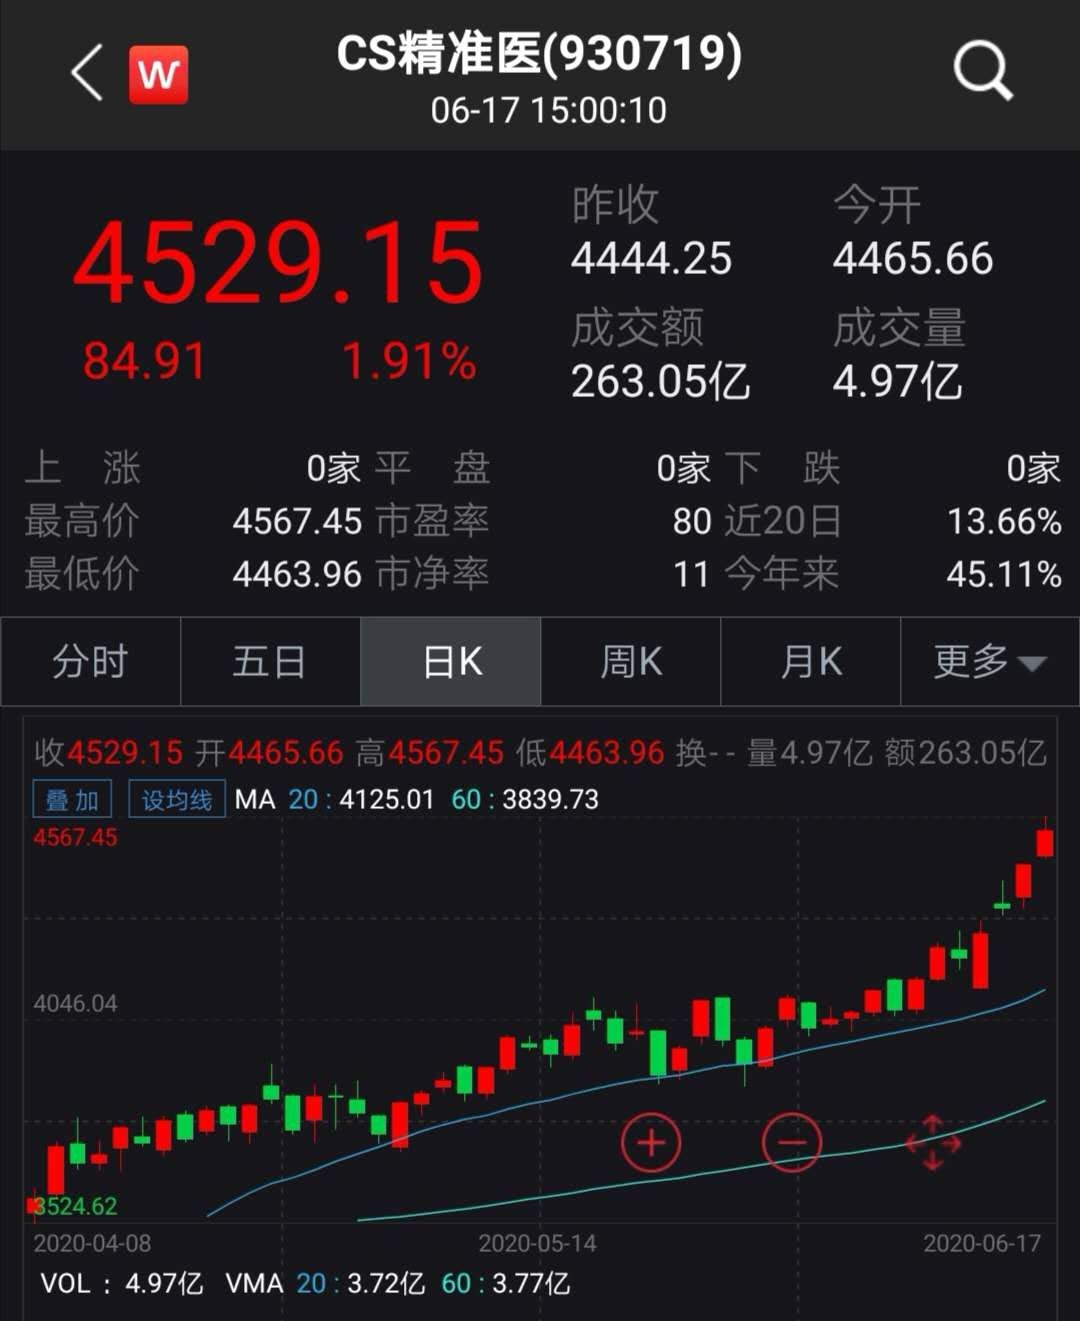 W CS精准医(930719)
06-17 15:00:10
昨收 今开
4529.15 4444.25 4465.66
成交额 成交量
84.91 1.91% 263.05亿 4.97亿
上涨 0家 平盘 0家 下跌 0家
最高价 4567.45 市盈率 80 近20日 13.66%
最低价 4463.96 市净率 11 今年来 45.11%
分时 五日 日K 周K 月K 更多
收4529.15 开4465.66 高4567.45 低4463.96 换-- 量4.97亿 额263.05亿
叠加 设均线 MA 20:4125.01 60:3839.73
4567.45
4046.04
3524.62
2020-04-08 2020-05-14 2020-06-17
VOL:4.97亿 VMA 20:3.72亿 60:3.77亿